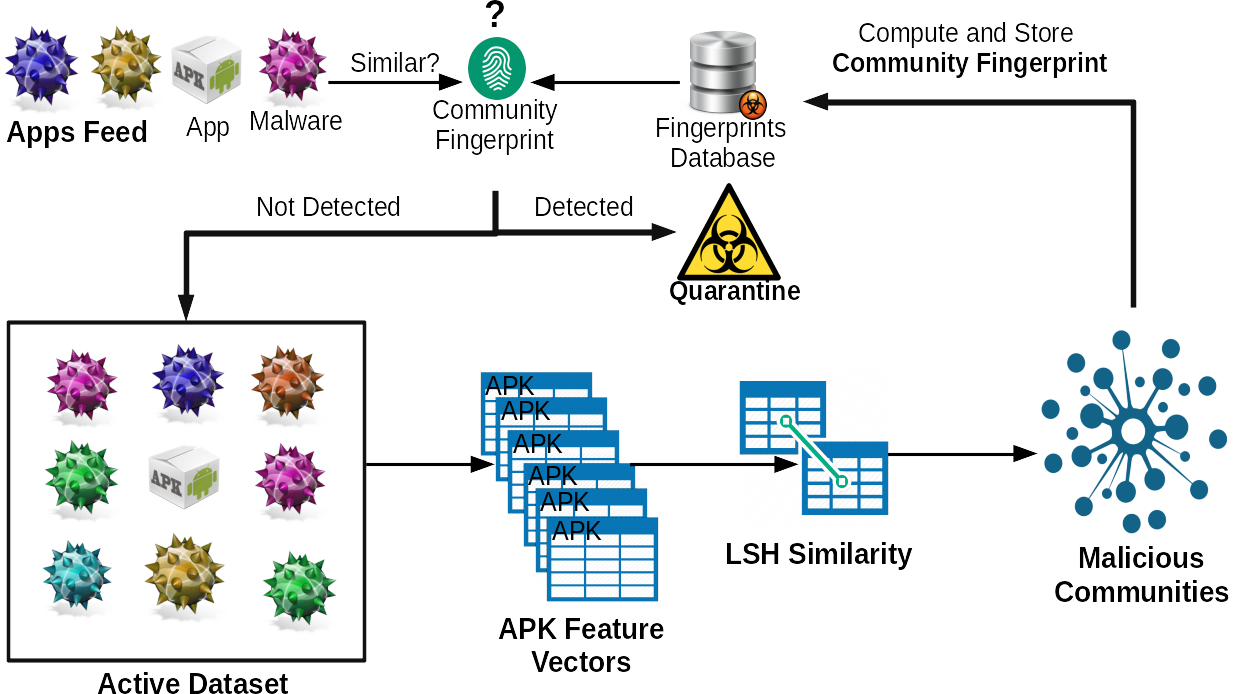 ?
Compute and Store
Community Fingerprint
Similar?
APK
Apps Feed
App
Malware
Community
Fingerprint
Fingerprints
Database
Not Detected
Detected
Quarantine
APK
APK
APK
APK
APK
APK
APK
LSH Similarity
Malicious
Communities
APK Feature
Vectors
Active Dataset